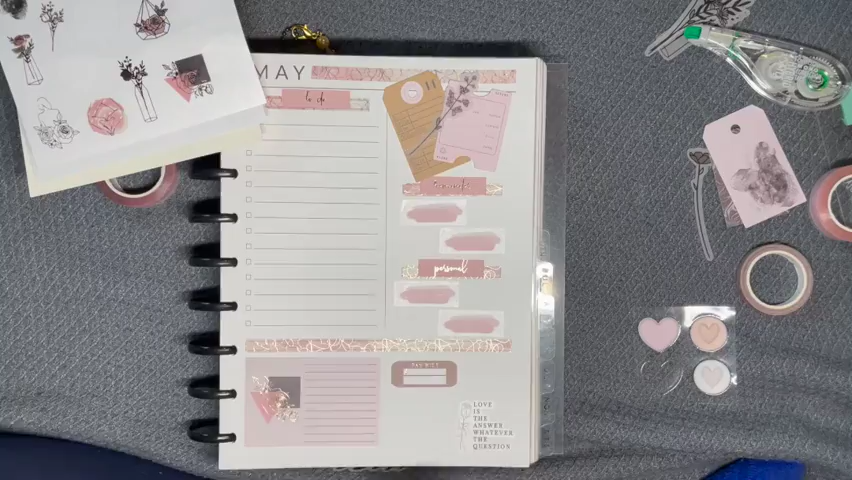 MAY
to do
personal
LOVE
IS
THE
ANSWER
WHATEVER
THE
QUESTION